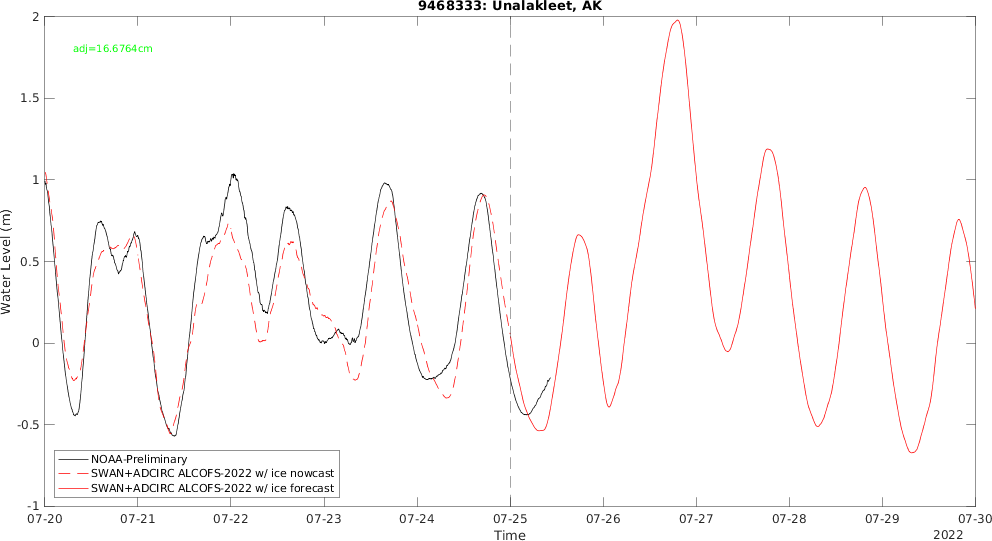 9468333: Unalakleet, AK
adj=16.6764cm
Water Level (m)
2
1.5
1
0.5
0
-0.5
-1
NOAA-Preliminary
SWAN+ADCIRC ALCOFS-2022 w/ ice nowcast
SWAN+ADCIRC ALCOFS-2022 w/ ice forecast
07-20 07-21 07-22 07-23 07-24 07-25 07-26 07-27 07-28 07-29 07-30
Time
2022